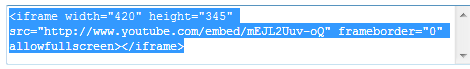 <iframe width="420" height="345"
src="http://www.youtube.com/embed/mEJL2Uuv-oQ" frameborder="0"
allowfullscreen></iframe>